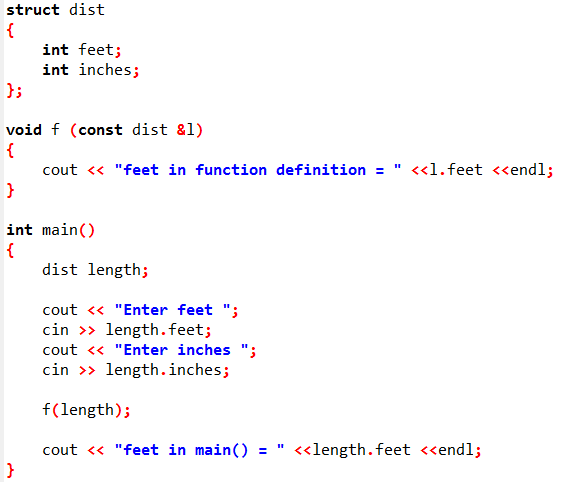 struct dist
{
    int feet;
    int inches;
};

void f (const dist &l)
{
    cout << "feet in function definition = " <<l.feet <<endl;
}

int main()
{
    dist length;

    cout << "Enter feet ";
    cin >> length.feet;
    cout << "Enter inches ";
    cin >> length.inches;

    f(length);

    cout << "feet in main() = " <<length.feet <<endl;
}